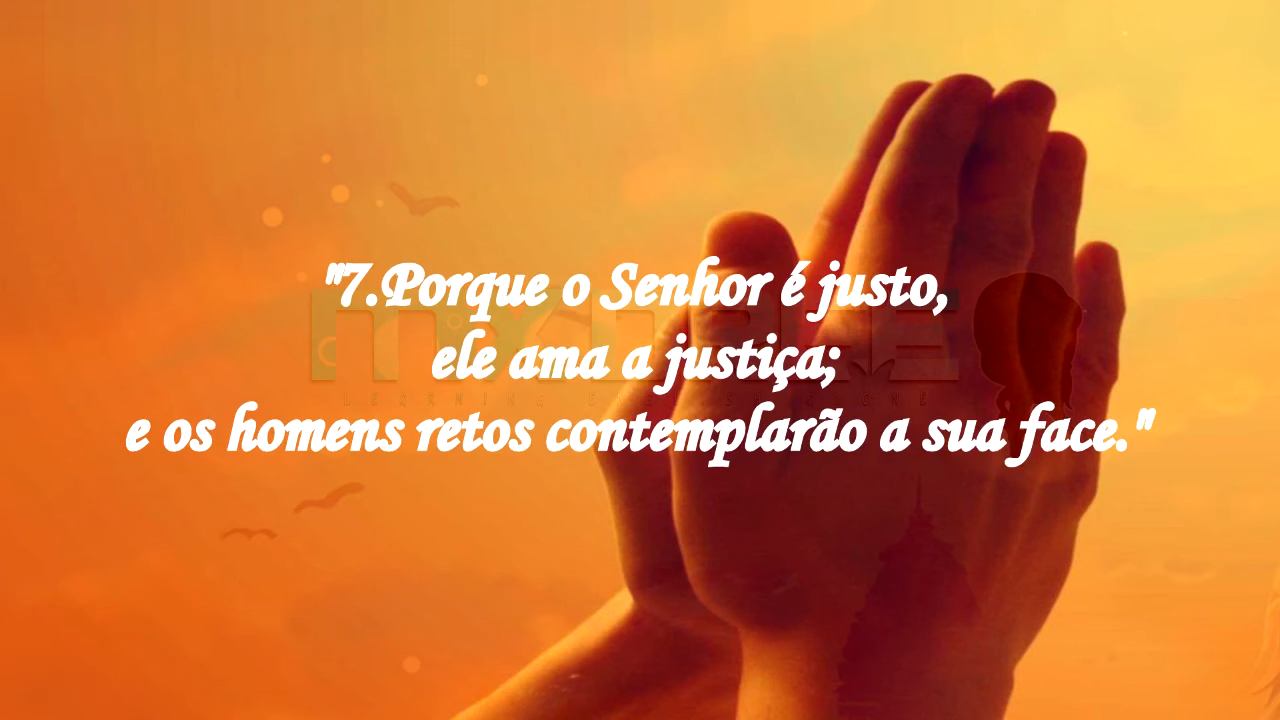 "7.Porque o Senhor é justo,
ele ama a justiça;
e os homens retos contemplarão a sua face."